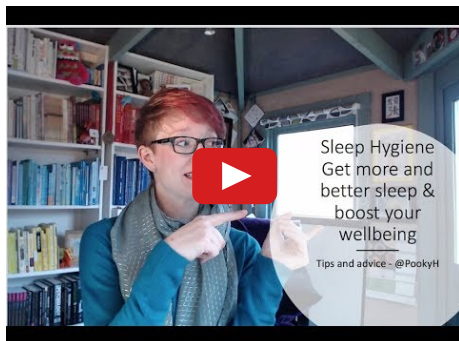 Sleep Hygiene
Get more and
better sleep &
boost your
wellbeing
Tips and advice - @PookyH